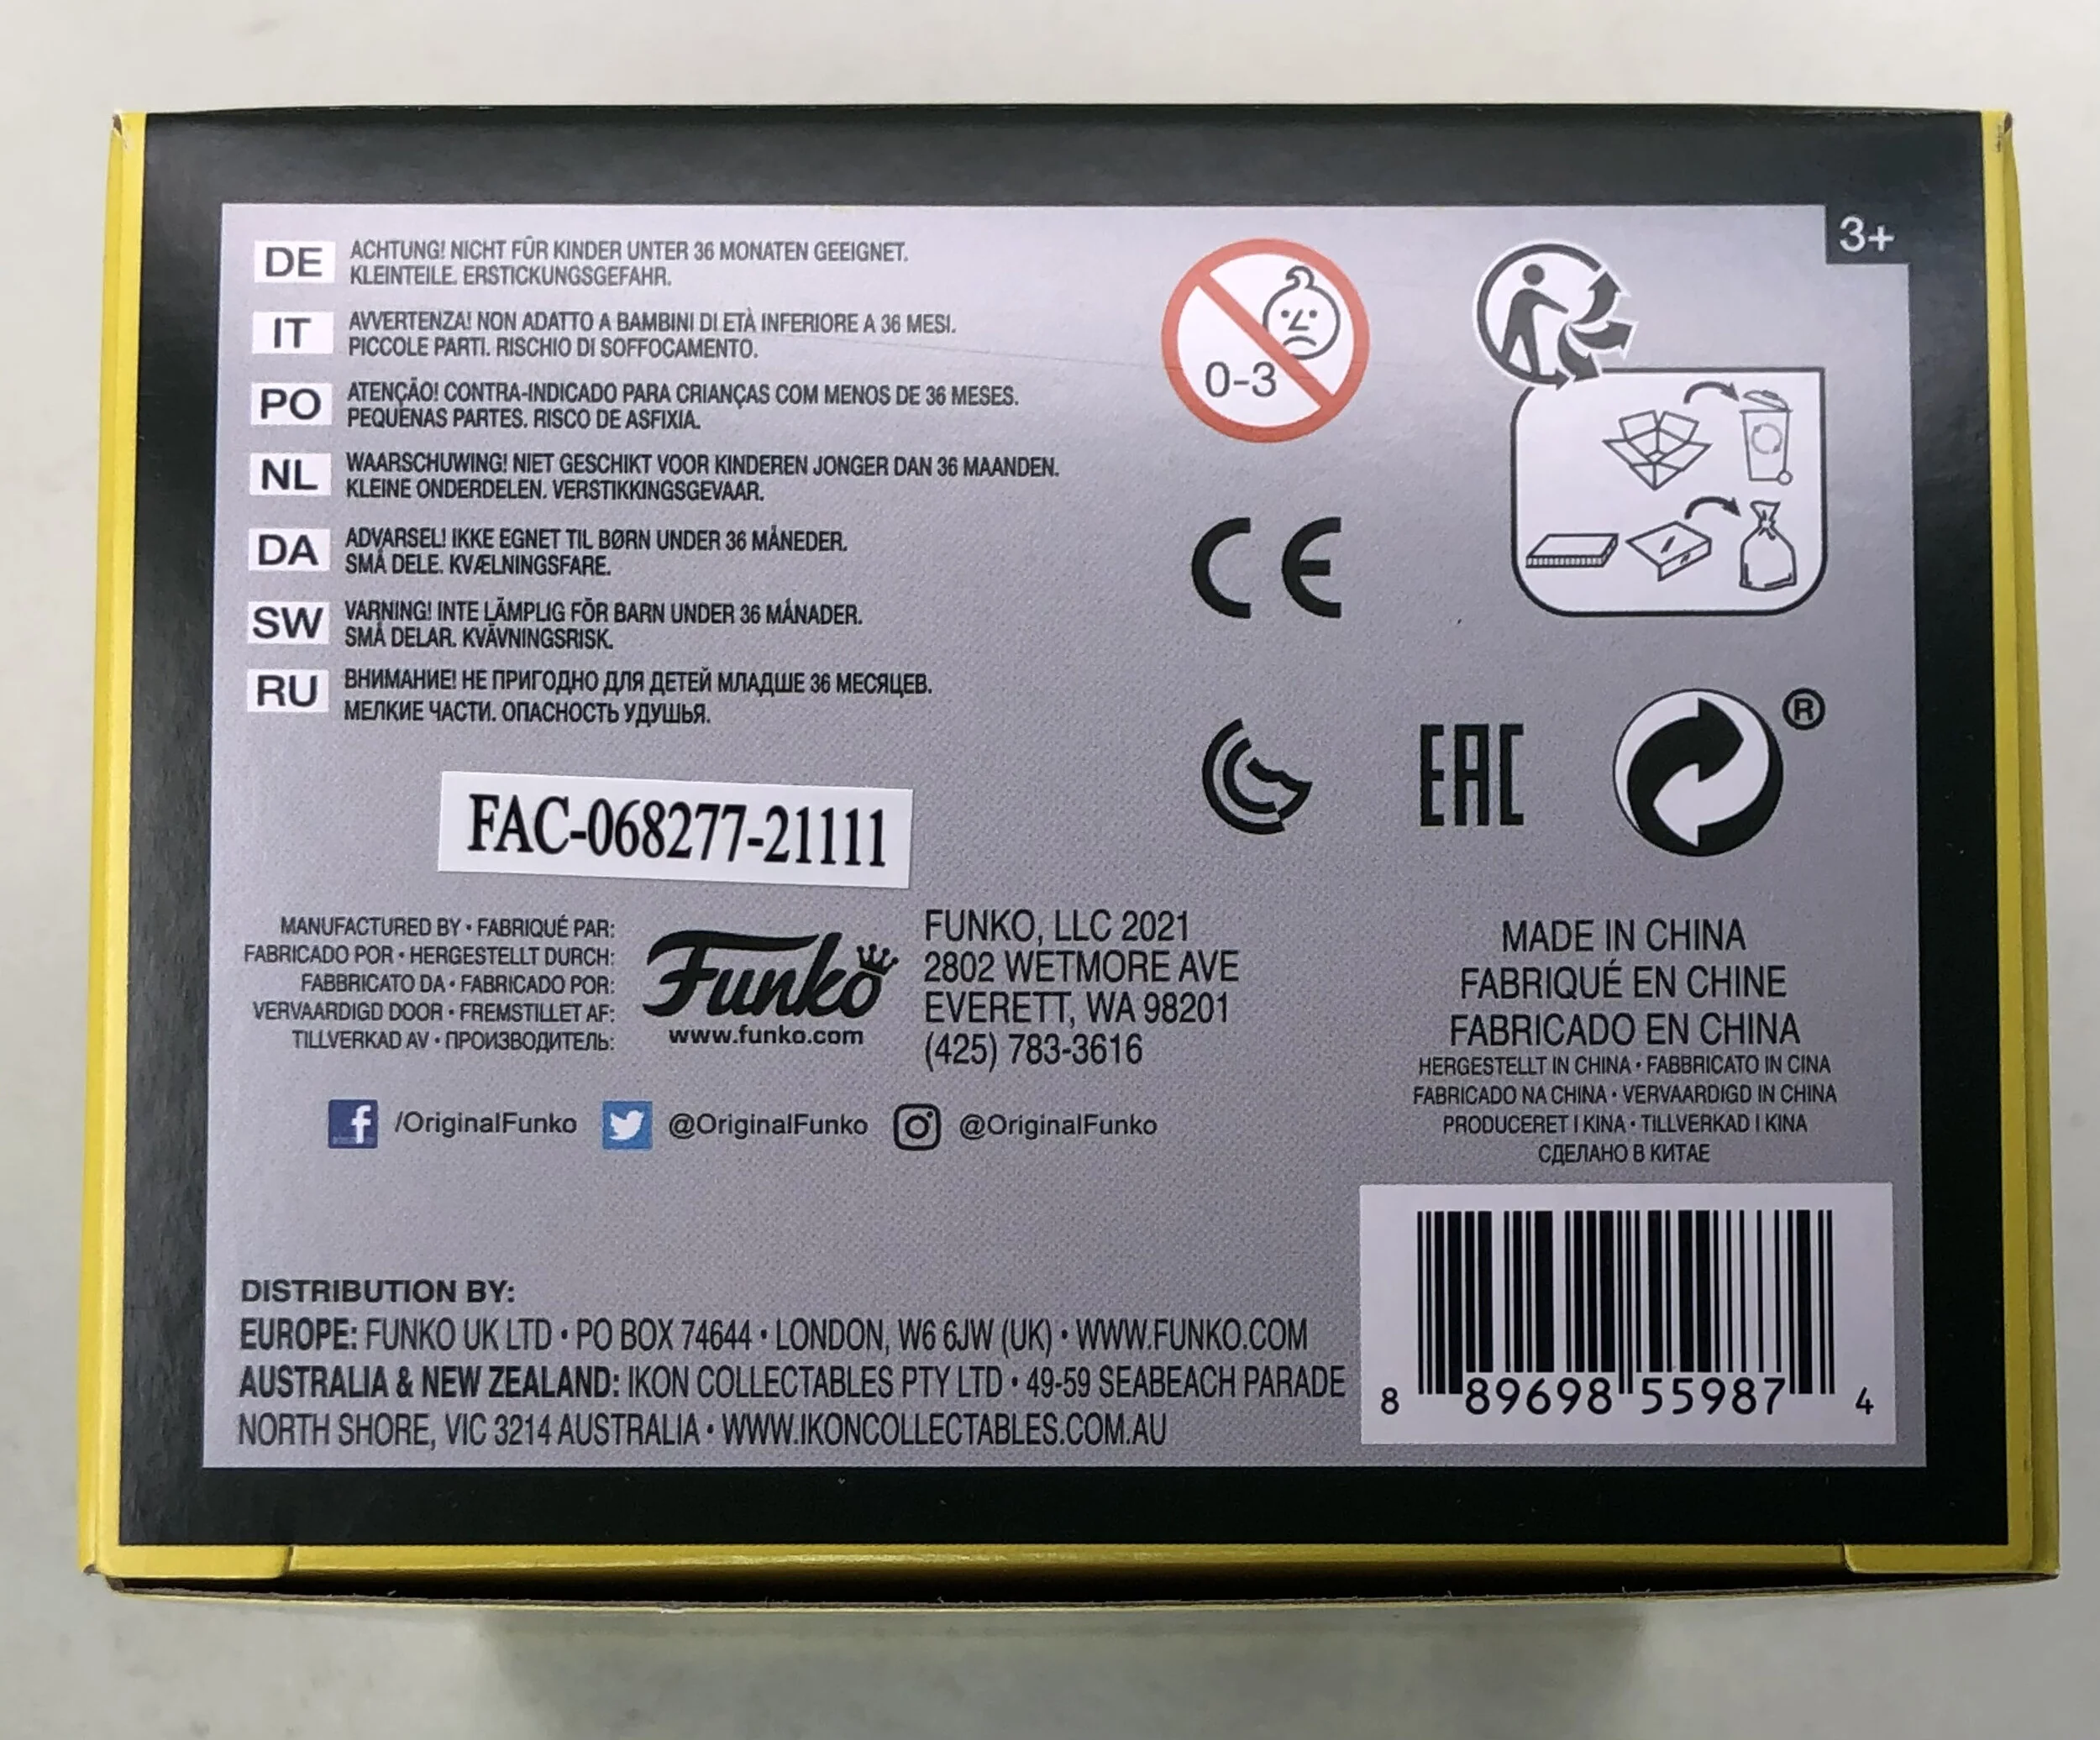 3+
DE
ACHTUNG! NICHT FÜR KINDER UNTER 36 MONATEN GEEIGNET.
KLEINTEILE. ERSTICKUNGSGEFAHR.
IT
AVVERTENZA! NON ADATTO A BAMBINI DI ETÀ INFERIORE A 36 MESI.
PICCOLE PARTI. RISCHIO DI SOFFOCAMENTO.
PO
ATENÇÃO! CONTRA-INDICADO PARA CRIANÇAS COM MENOS DE 36 MESES.
PEQUENAS PARTES. RISCO DE ASFIXIA.
NL
WAARSCHUWING! NIET GESCHIKT VOOR KINDEREN JONGER DAN 36 MAANDEN.
KLEINE ONDERDELEN. VERSTIKKINGSGEVAAR.
DA
ADVARSEL! IKKE EGNET TIL BØRN UNDER 36 MÅNEDER.
SMÅ DELE. KVÆLNINGSFARE.
SW
VARNING! INTE LÄMPLIG FÖR BARN UNDER 36 MÅNADER.
SMÅ DELAR. KVÄVNINGSRISK.
RU
ВНИМАНИЕ! НЕ ПРИГОДНО ДЛЯ ДЕТЕЙ МЛАДШЕ 36 МЕСЯЦЕВ.
МЕЛКИЕ ЧАСТИ. ОПАСНОСТЬ УДУШЬЯ.
0-3
CE
EAC
®
FAC-068277-21111
MANUFACTURED BY • FABRIQUÉ PAR:
FABRICADO POR • HERGESTELLT DURCH:
FABBRICATO DA • FABRICADO POR:
VERVAARDIGD DOOR • FREMSTILLET AF:
TILLVERKAD AV • ПРОИЗВОДИТЕЛЬ:
Funko
www.funko.com
FUNKO, LLC 2021
2802 WETMORE AVE
EVERETT, WA 98201
(425) 783-3616
MADE IN CHINA
FABRIQUÉ EN CHINE
FABRICADO EN CHINA
HERGESTELLT IN CHINA • FABBRICATO IN CINA
FABRICADO NA CHINA • VERVAARDIGD IN CHINA
PRODUCERET I KINA • TILLVERKAD I KINA
СДЕЛАНО В КИТАЕ
/OriginalFunko @OriginalFunko @OriginalFunko
DISTRIBUTION BY:
EUROPE: FUNKO UK LTD • PO BOX 74644 • LONDON, W6 6JW (UK) • WWW.FUNKO.COM
AUSTRALIA & NEW ZEALAND: IKON COLLECTABLES PTY LTD • 49-59 SEABEACH PARADE
NORTH SHORE, VIC 3214 AUSTRALIA • WWW.IKONCOLLECTABLES.COM.AU
8 89698 55987 4